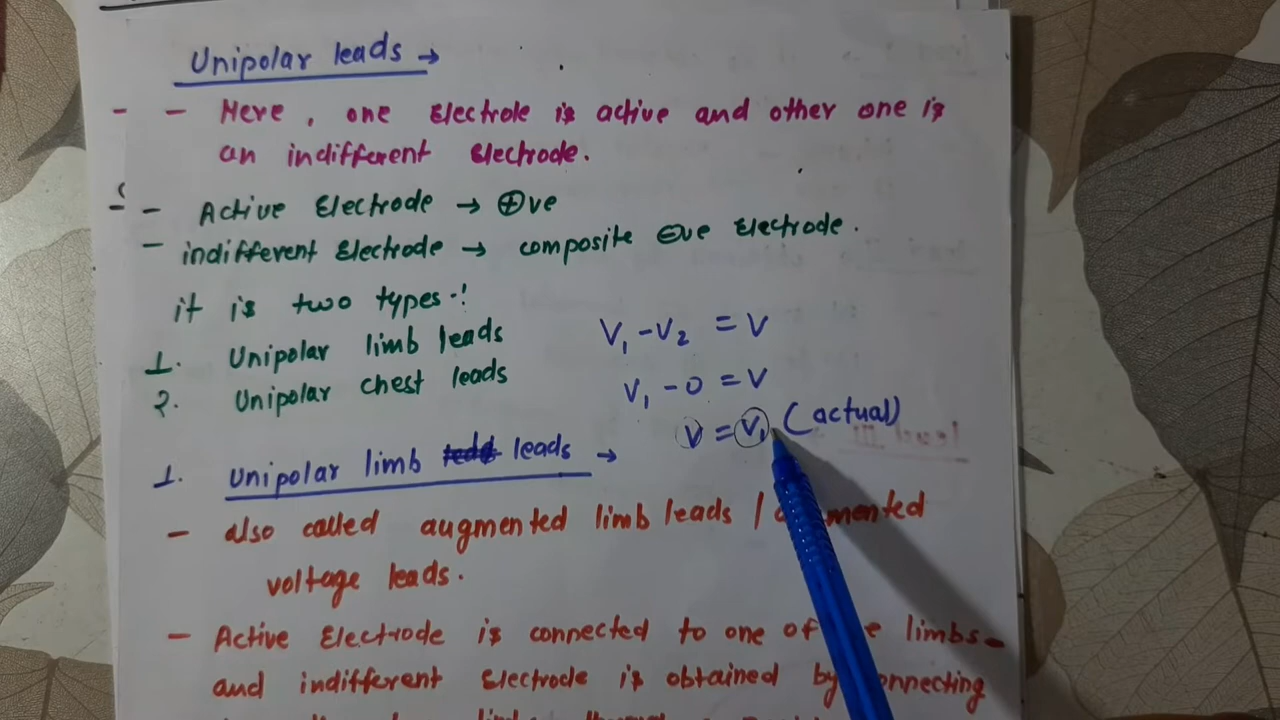 Unipolar leads →
- - Here, one Electrole is active and other one is
an indifferent Electrode.
- Active Electrode → ⊕ve
- indifferent Electrode → composite ⊖ve Electrode.
it is two types-!
1. Unipolar limb leads
2. Unipolar chest leads
V₁ - V₂ = V
V₁ - 0 = V
V = V₁ (actual)
1. Unipolar limb leads →
- also called augmented limb leads /
voltage leads.
- Active Electrode is connected to one of limbs-
and indifferent Electrode is obtained by